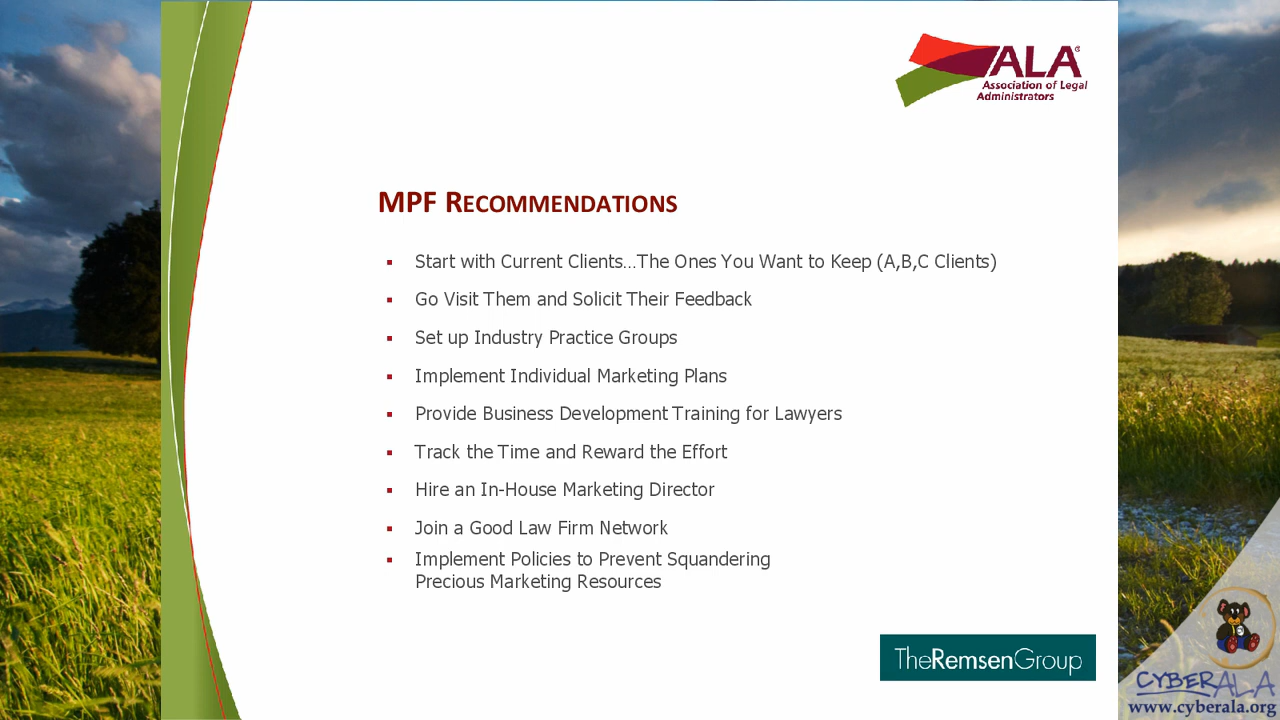 ALA®
Association of Legal
Administrators
MPF RECOMMENDATIONS
▪ Start with Current Clients…The Ones You Want to Keep (A,B,C Clients)
▪ Go Visit Them and Solicit Their Feedback
▪ Set up Industry Practice Groups
▪ Implement Individual Marketing Plans
▪ Provide Business Development Training for Lawyers
▪ Track the Time and Reward the Effort
▪ Hire an In-House Marketing Director
▪ Join a Good Law Firm Network
▪ Implement Policies to Prevent Squandering
Precious Marketing Resources
TheRemsenGroup
CYBERALA
www.cyberala.org